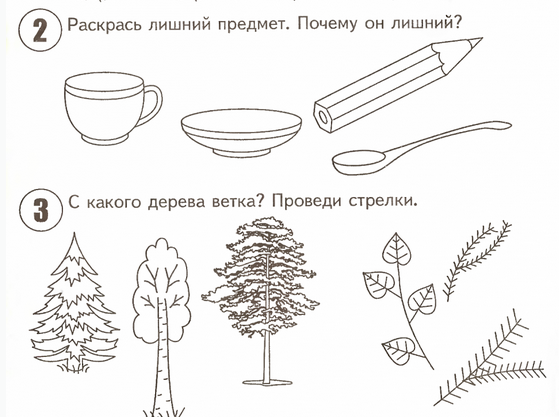 2 Раскрась лишний предмет. Почему он лишний?
3 С какого дерева ветка? Проведи стрелки.